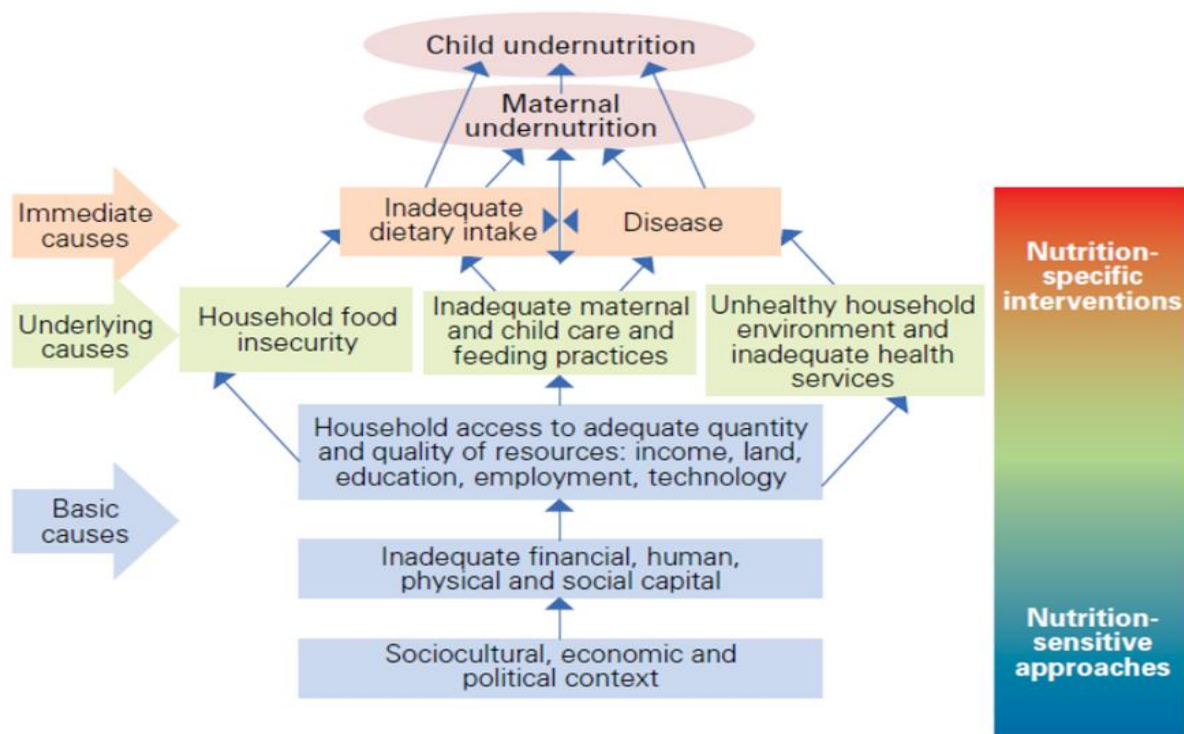 Child undernutrition
Maternal
undernutrition
Immediate
causes
Inadequate
dietary intake
Disease
Nutrition-
specific
interventions
Underlying
causes
Household food
insecurity
Inadequate maternal
and child care and
feeding practices
Unhealthy household
environment and
inadequate health
services
Household access to adequate quantity
and quality of resources: income, land,
education, employment, technology
Basic
causes
Inadequate financial, human,
physical and social capital
Nutrition-
sensitive
approaches
Sociocultural, economic and
political context